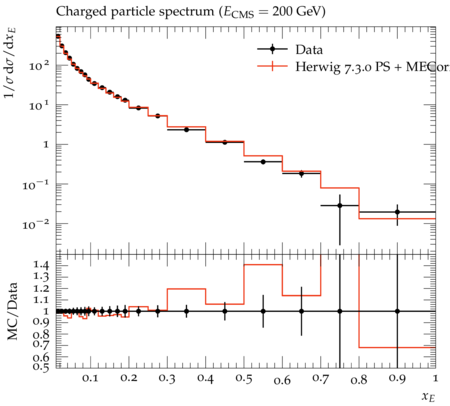 Charged particle spectrum (E_CMS = 200 GeV)
1/σ dσ/dx_E
10²
10¹
1
10⁻¹
10⁻²
Data
Herwig 7.3.0 PS + MECor
MC/Data
1.4
1.3
1.2
1.1
1
0.9
0.8
0.7
0.6
0.5
0.1 0.2 0.3 0.4 0.5 0.6 0.7 0.8 0.9 1
x_E